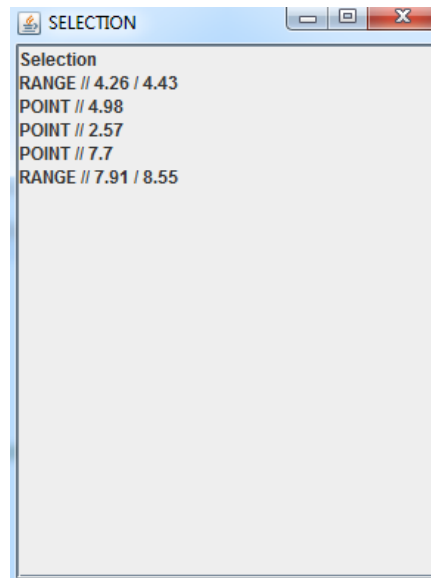 SELECTION
Selection
RANGE // 4.26 / 4.43
POINT // 4.98
POINT // 2.57
POINT // 7.7
RANGE // 7.91 / 8.55